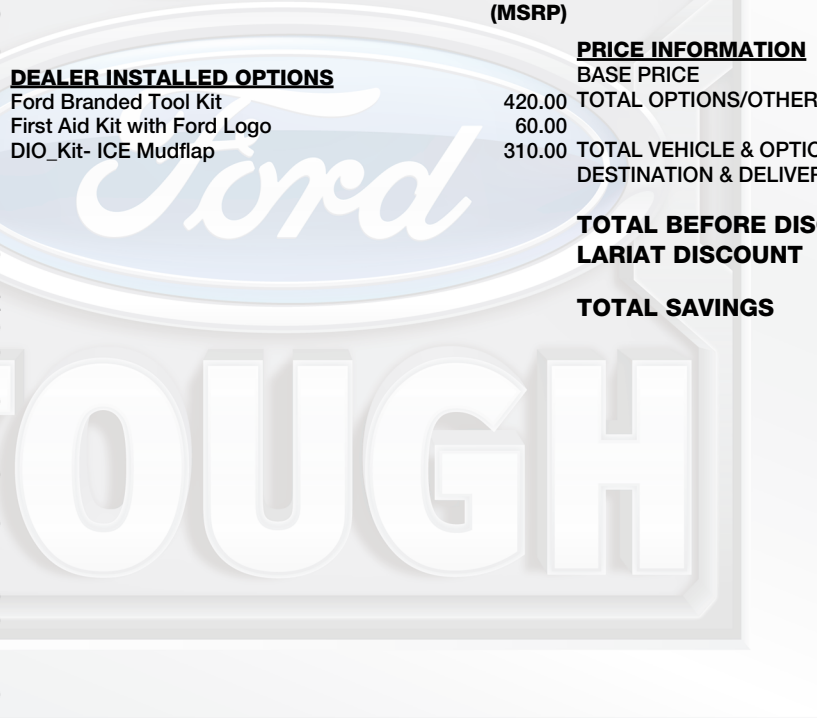 (MSRP)
DEALER INSTALLED OPTIONS
Ford Branded Tool Kit 420.00
First Aid Kit with Ford Logo 60.00
DIO_Kit- ICE Mudflap 310.00
PRICE INFORMATION
BASE PRICE
TOTAL OPTIONS/OTHER
TOTAL VEHICLE & OPTIO
DESTINATION & DELIVER
TOTAL BEFORE DIS
LARIAT DISCOUNT
TOTAL SAVINGS
Ford
TOUGH